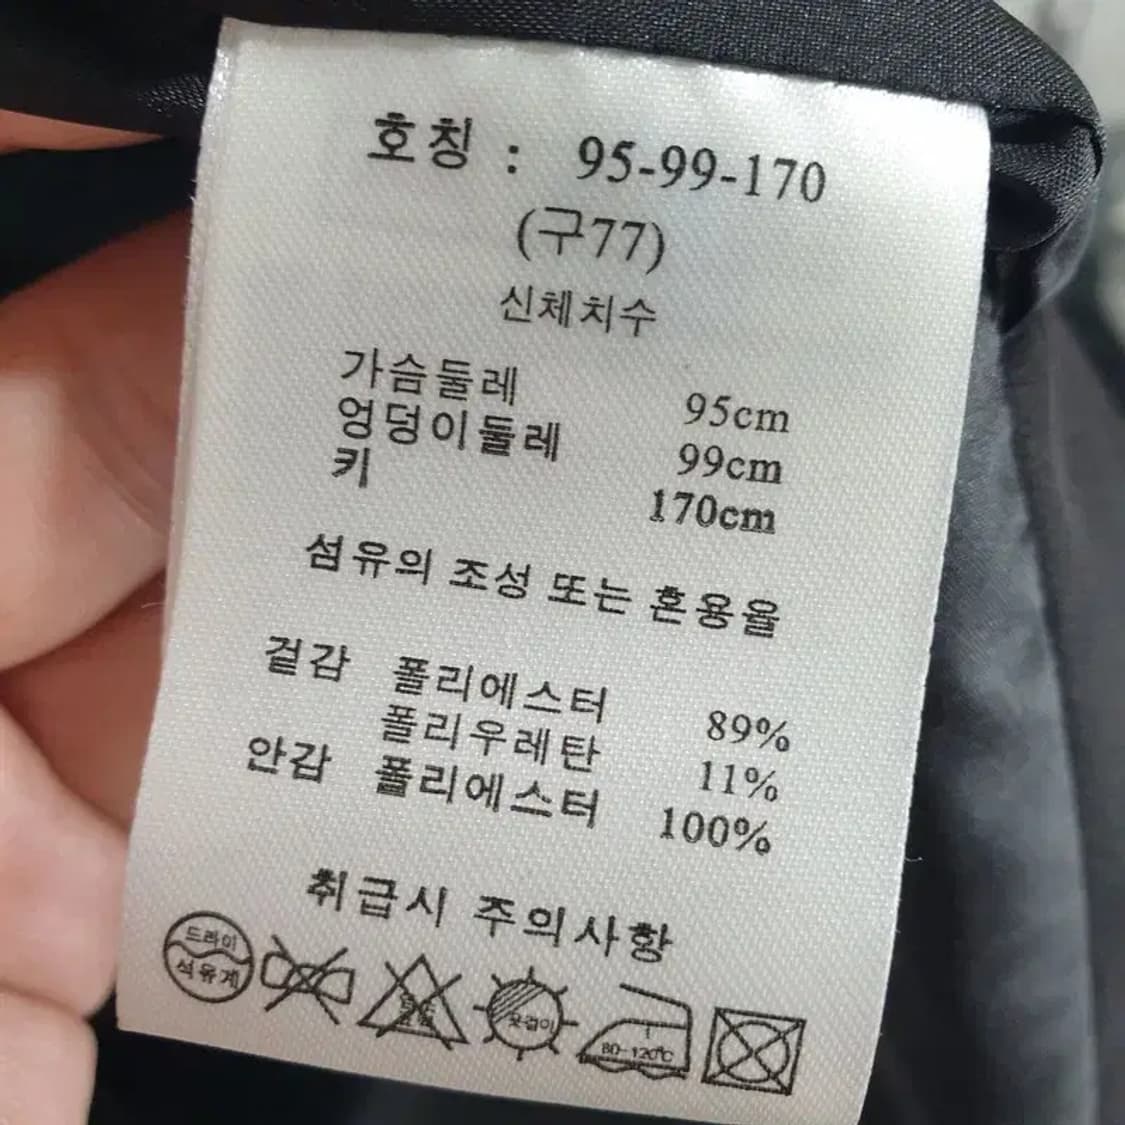 호칭 : 95-99-170
(구77)
신체치수
가슴둘레 95cm
엉덩이둘레 99cm
키 170cm
섬유의 조성 또는 혼용율
겉감 폴리에스터 89%
폴리우레탄 11%
안감 폴리에스터 100%
취급시 주의사항
드라이
석유계
옷걸이
80-120℃